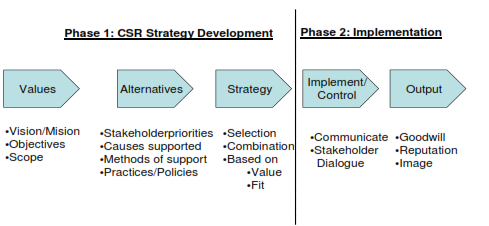 Phase 1: CSR Strategy Development
Phase 2: Implementation
Values
Alternatives
Strategy
Implement/
Control
Output
•Vision/Mision
•Objectives
•Scope
•Stakeholderpriorities
•Causes supported
•Methods of support
•Practices/Policies
•Selection
•Combination
•Based on
•Value
•Fit
•Communicate
•Stakeholder
Dialogue
•Goodwill
•Reputation
•Image